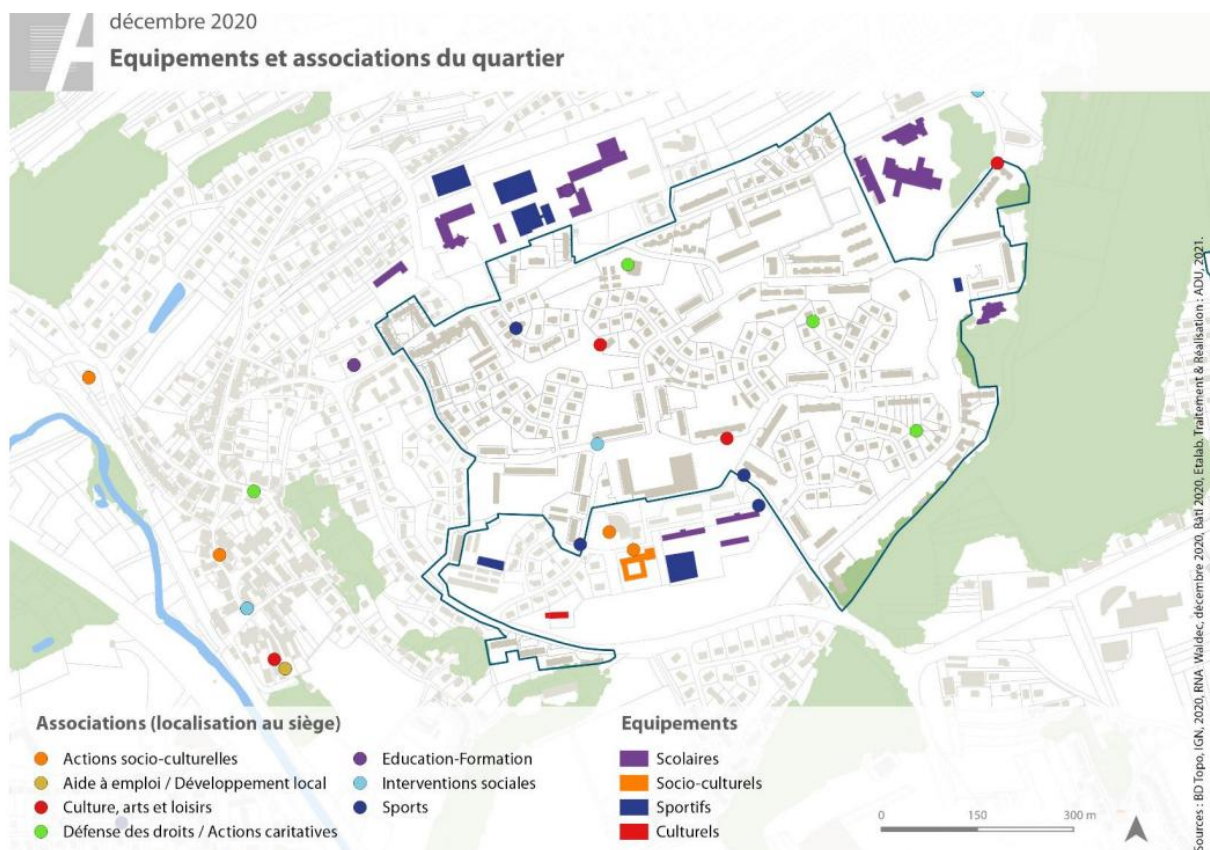 décembre 2020
Equipements et associations du quartier
Associations (localisation au siège)
Actions socio-culturelles
Aide à emploi / Développement local
Culture, arts et loisirs
Défense des droits / Actions caritatives
Education-Formation
Interventions sociales
Sports
Equipements
Scolaires
Socio-culturels
Sportifs
Culturels
0 150 300 m
Sources : BD Topo, IGN, 2020, RNA Waldec, décembre 2020, Bâti 2020, Etalab. Traitement & Réalisation : ADU, 2021.